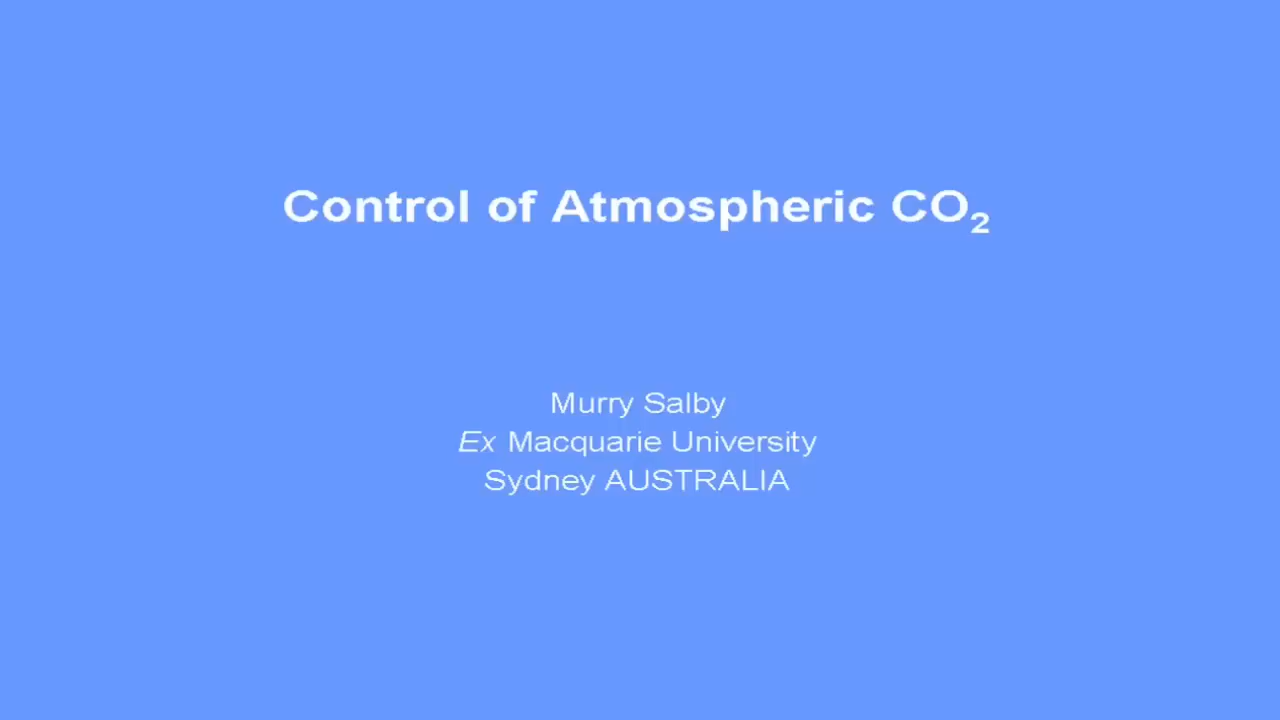 Control of Atmospheric CO₂
Murry Salby
Ex Macquarie University
Sydney AUSTRALIA